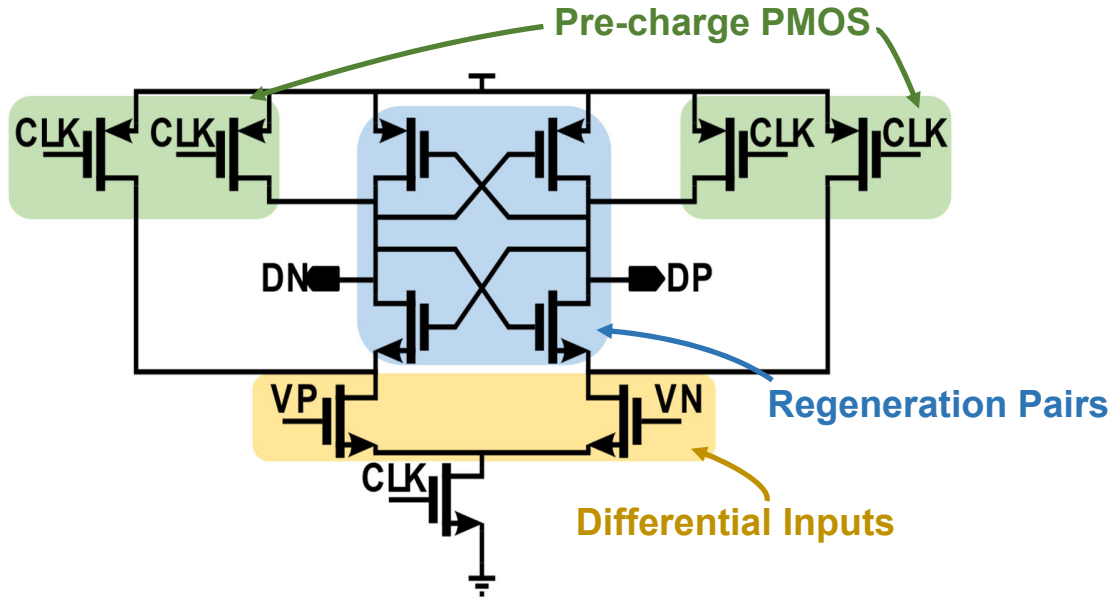 Pre-charge PMOS
CLK
CLK
CLK
CLK
DN
DP
VP
VN
Regeneration Pairs
CLK
Differential Inputs